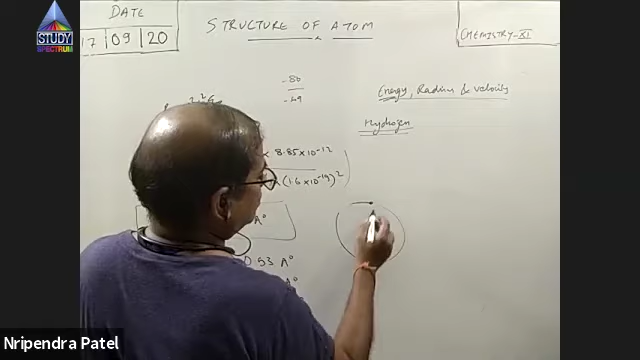 DATE
17 09 20
STRUCTURE OF ATOM
CHEMISTRY-XI
STUDY
SPECTRUM
-80
-49
Energy, Radius & velocity
Hydrogen
× 8.85×10-12
(1.6×10-19)2
A°
0.53 A°
A°
Nripendra Patel